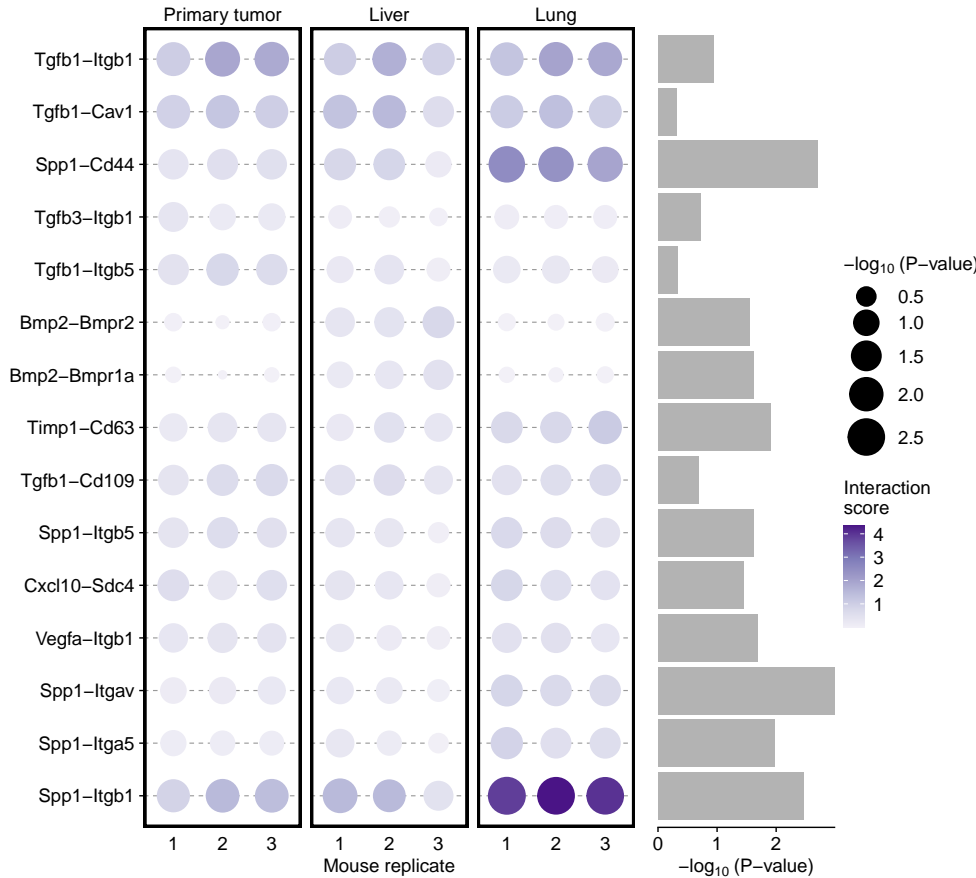 Primary tumor Liver Lung
Tgfb1−Itgb1
Tgfb1−Cav1
Spp1−Cd44
Tgfb3−Itgb1
Tgfb1−Itgb5
Bmp2−Bmpr2
Bmp2−Bmpr1a
Timp1−Cd63
Tgfb1−Cd109
Spp1−Itgb5
Cxcl10−Sdc4
Vegfa−Itgb1
Spp1−Itgav
Spp1−Itga5
Spp1−Itgb1
1 2 3 1 2 3 1 2 3
Mouse replicate
0 1 2
−log10 (P−value)
−log10 (P−value)
0.5
1.0
1.5
2.0
2.5
Interaction
score
4
3
2
1